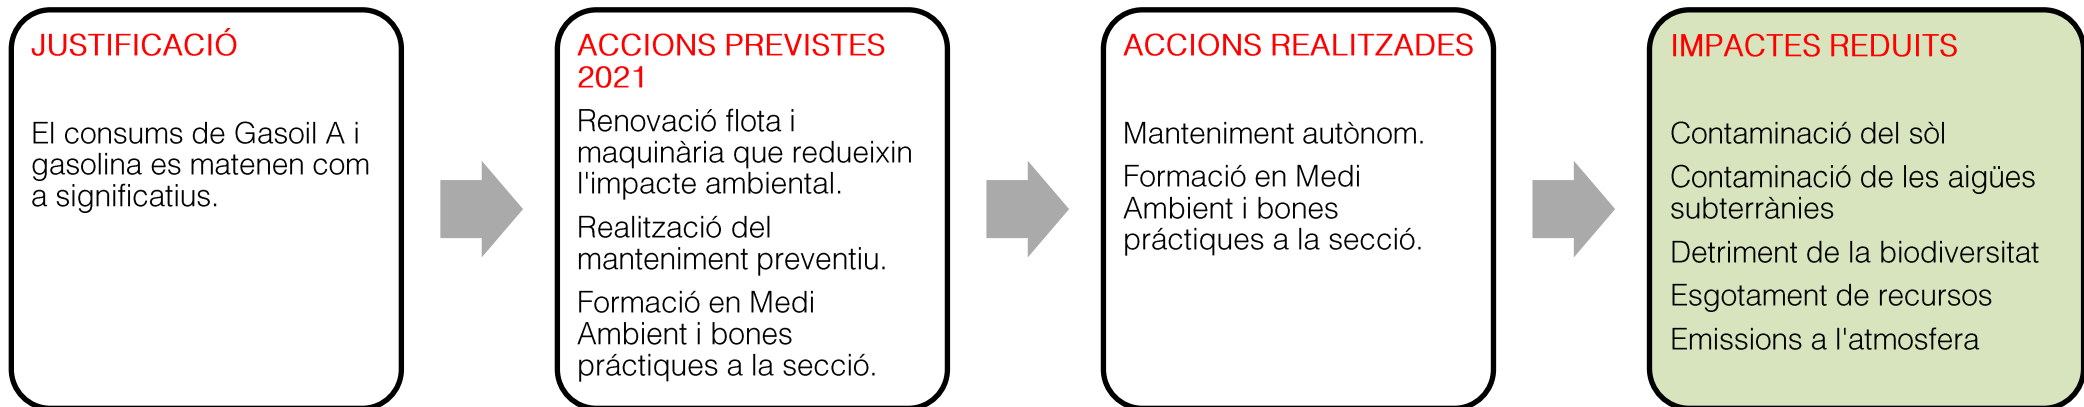 JUSTIFICACIÓ
El consums de Gasoil A i
gasolina es matenen com
a significatius.
ACCIONS PREVISTES
2021
Renovació flota i
maquinària que redueixin
l'impacte ambiental.
Realització del
manteniment preventiu.
Formació en Medi
Ambient i bones
práctiques a la secció.
ACCIONS REALITZADES
Manteniment autònom.
Formació en Medi
Ambient i bones
práctiques a la secció.
IMPACTES REDUITS
Contaminació del sòl
Contaminació de les aigües
subterrànies
Detriment de la biodiversitat
Esgotament de recursos
Emissions a l'atmosfera